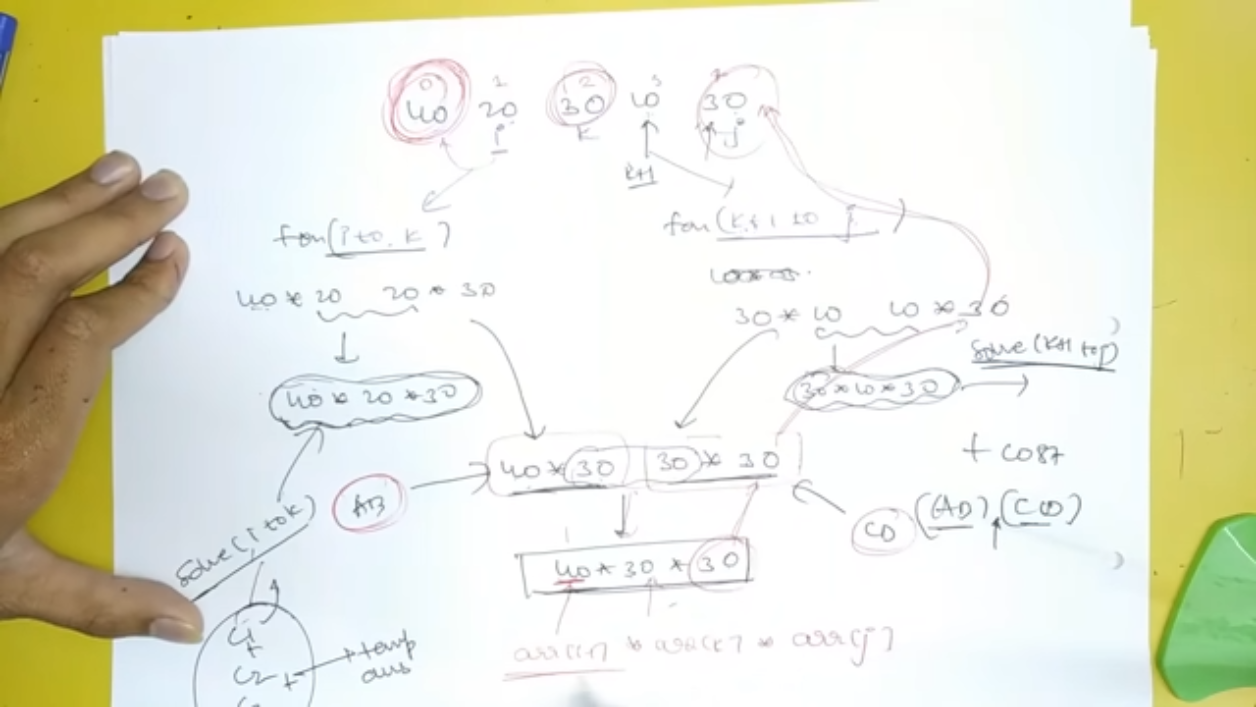 0 1 2 3 4
40 20 30 10 30
i k j
k+1
for(i to k)
for(k+1 to j)
40 * 20 20 * 30
30 * 10 10 * 30
solve(k+1 to j)
40 * 20 * 30
30 * 10 * 30
+ cost
40 * 30 30 * 30
AB
CD
(AB) (CD)
solve(i to k)
40 * 30 * 30
C1
+
C2
+
+ temp
ans
arr[i-1] * arr[k] * arr[j]